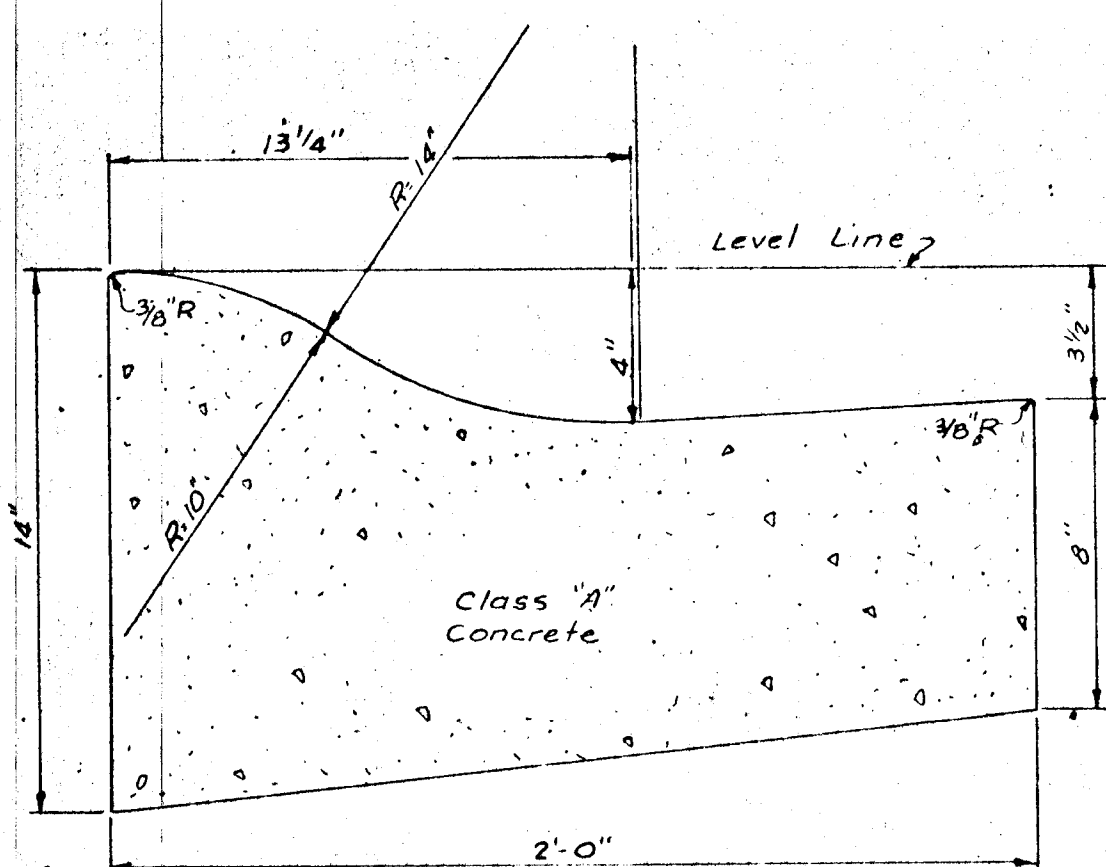 13 1/4"
R=14"
Level Line
3/8"R
4"
3 1/2"
3/8"R
R=10"
14"
8"
Class "A"
Concrete
2'-0"